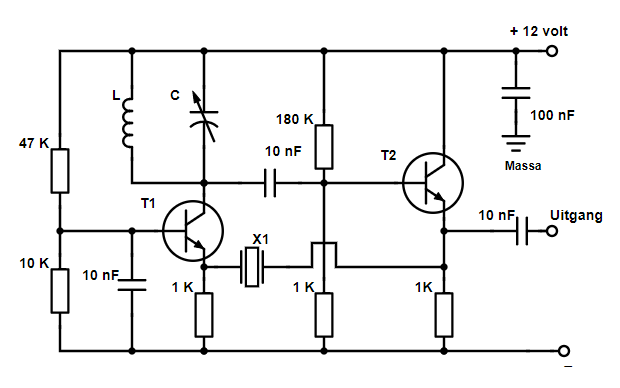 + 12 volt
L
C
180 K
100 nF
47 K
10 nF
T2
Massa
T1
10 nF
Uitgang
X1
10 K
10 nF
1 K
1 K
1K